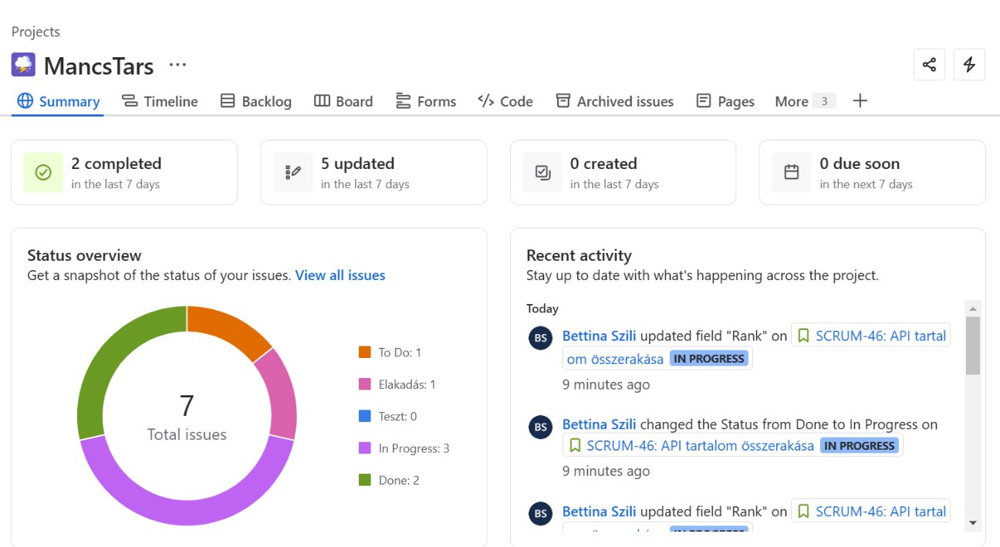 Projects
MancsTars ...
Summary Timeline Backlog Board Forms Code Archived issues Pages More 3
2 completed
in the last 7 days
5 updated
in the last 7 days
0 created
in the last 7 days
0 due soon
in the next 7 days
Status overview
Get a snapshot of the status of your issues. View all issues
7
Total issues
To Do: 1
Elakadás: 1
Teszt: 0
In Progress: 3
Done: 2
Recent activity
Stay up to date with what's happening across the project.
Today
BS Bettina Szili updated field "Rank" on SCRUM-46: API tartal
om összerakása IN PROGRESS
9 minutes ago
BS Bettina Szili changed the Status from Done to In Progress on
SCRUM-46: API tartalom összerakása IN PROGRESS
9 minutes ago
BS Bettina Szili updated field "Rank" on SCRUM-46: API tartal